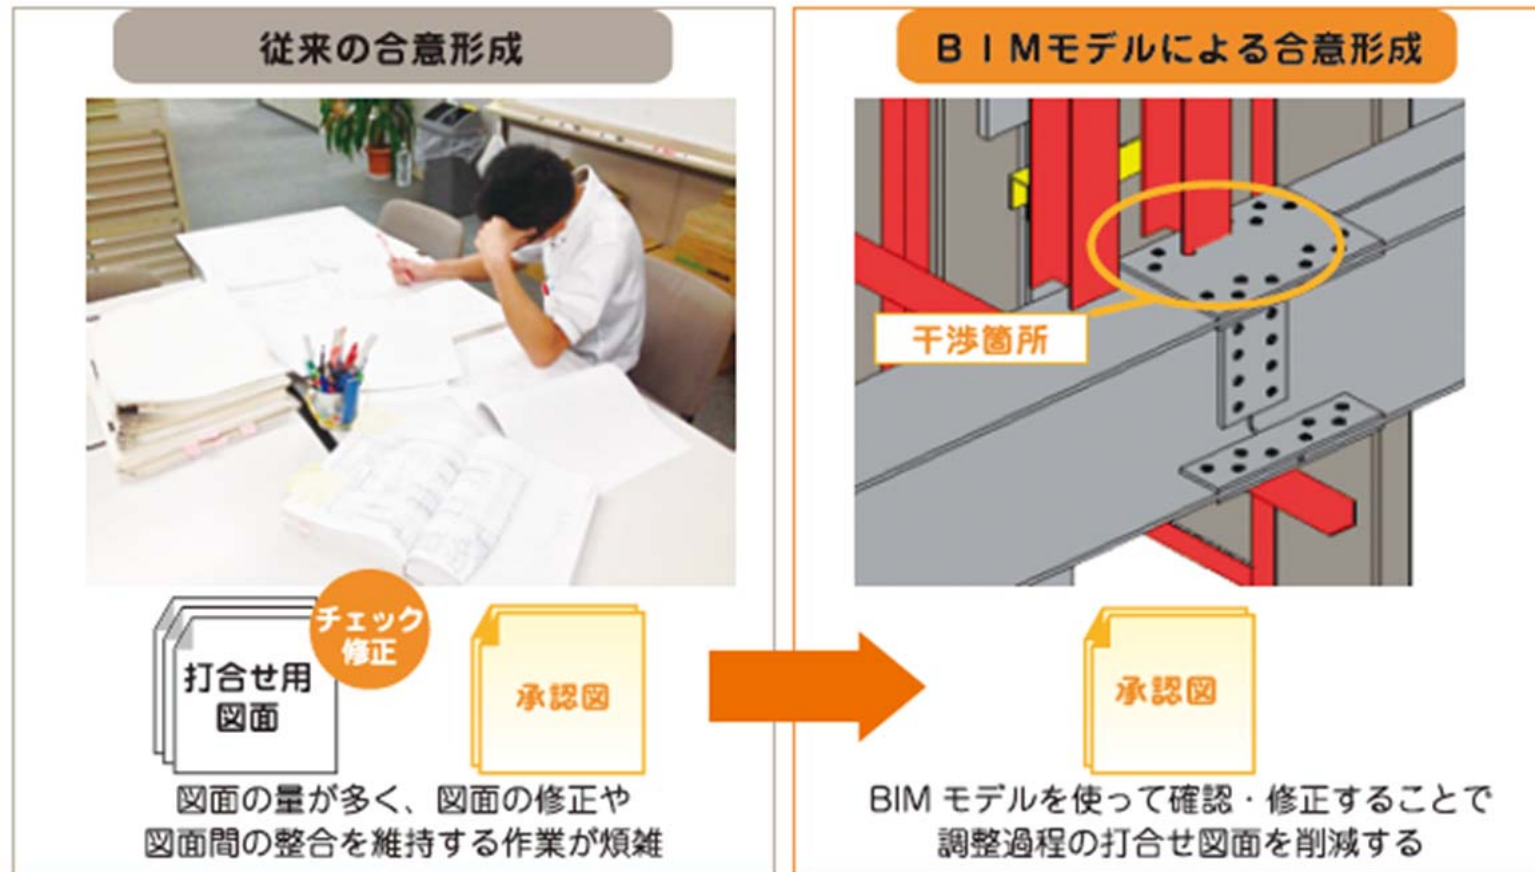 従来の合意形成
チェック
修正
打合せ用
図面
承認図
図面の量が多く、図面の修正や
図面間の整合を維持する作業が煩雑
BIMモデルによる合意形成
干渉箇所
承認図
BIM モデルを使って確認・修正することで
調整過程の打合せ図面を削減する